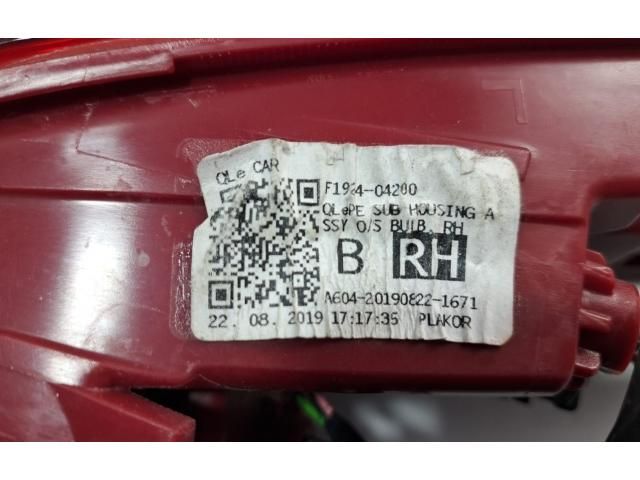 QLe CAR
F1924-04200
QLePE SUB HOUSING A
SSY O/S BULB, RH
B RH
A604-20190822-1671
22. 08. 2019 17:17:35 PLAKOR